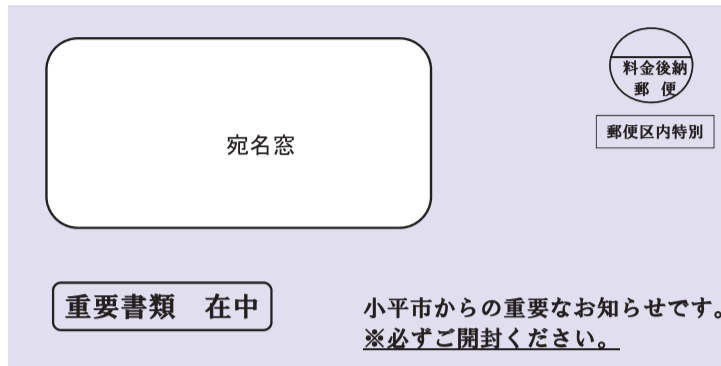 料金後納
郵 便
郵便区内特別
宛名窓
重要書類 在中
小平市からの重要なお知らせです。
※必ずご開封ください。